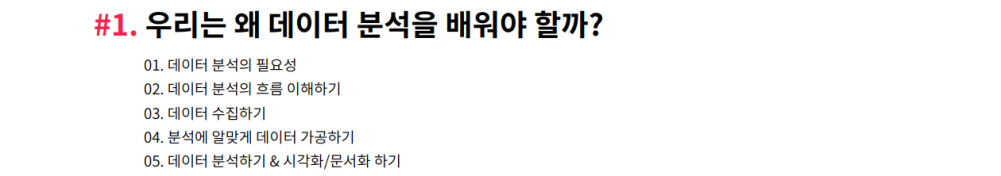 #1. 우리는 왜 데이터 분석을 배워야 할까?
01. 데이터 분석의 필요성
02. 데이터 분석의 흐름 이해하기
03. 데이터 수집하기
04. 분석에 알맞게 데이터 가공하기
05. 데이터 분석하기 & 시각화/문서화 하기